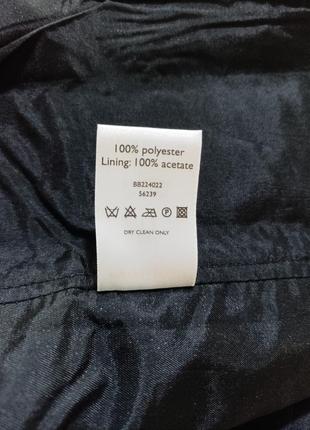 100% polyester
Lining: 100% acetate
BB224022
56239
P
DRY CLEAN ONLY